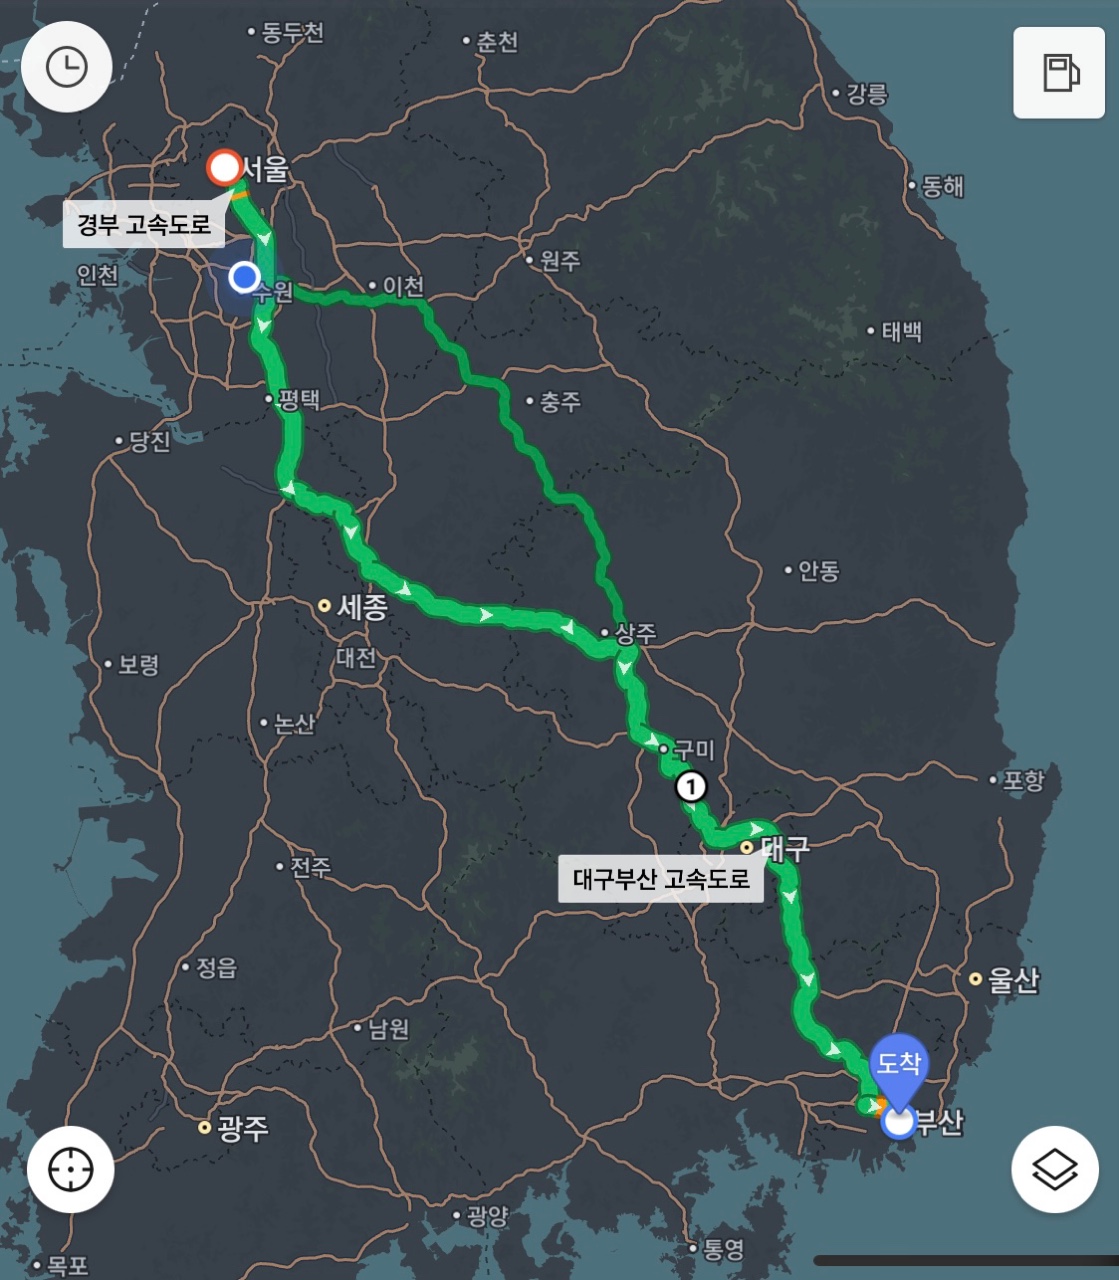 동두천
춘천
강릉
서울
동해
경부 고속도로
원주
인천
수원
이천
태백
평택
충주
당진
안동
세종
상주
대전
보령
논산
구미
포항
1
대구
전주
대구부산 고속도로
정읍
울산
남원
도착
부산
광주
광양
통영
목포